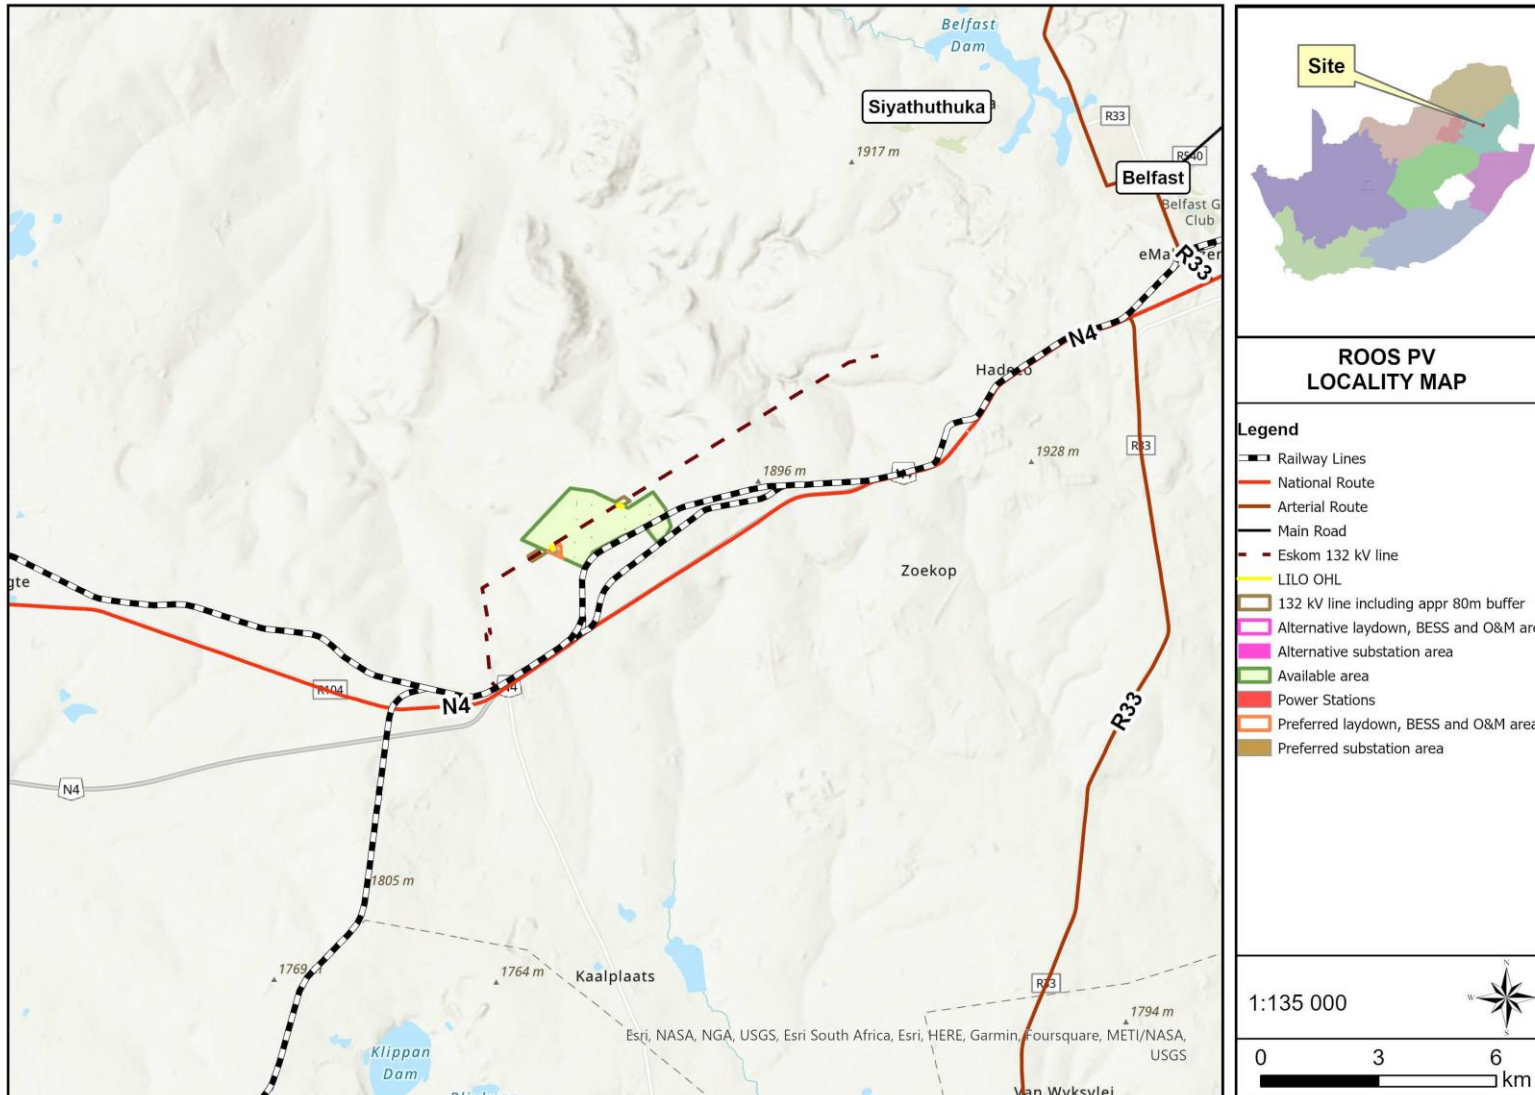 Belfast
Dam
Siyathuthuka
R33
1917 m
R540
Belfast
Belfast G
Club
R33
N4
Hadeco
1928 m
R33
1896 m
Zoekop
gte
R104
N4
R33
N4
1805 m
1769
1764 m
Kaalplaats
R33
1794 m
Esri, NASA, NGA, USGS, Esri South Africa, Esri, HERE, Garmin, Foursquare, METI/NASA,
USGS
Klippan
Dam
Van Wyksvlei
Site
ROOS PV
LOCALITY MAP
Legend
Railway Lines
National Route
Arterial Route
Main Road
Eskom 132 kV line
LILO OHL
132 kV line including appr 80m buffer
Alternative laydown, BESS and O&M are
Alternative substation area
Available area
Power Stations
Preferred laydown, BESS and O&M area
Preferred substation area
1:135 000
N
W
S
0 3 6
km